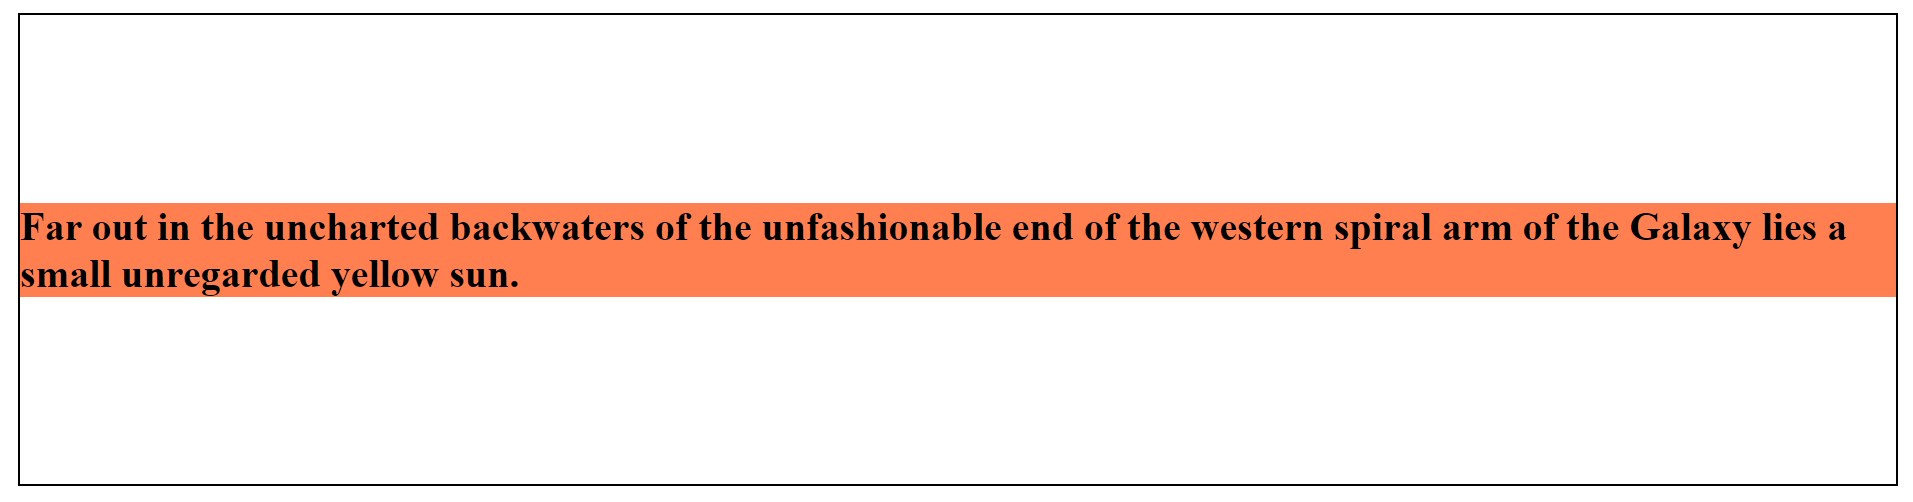 Far out in the uncharted backwaters of the unfashionable end of the western spiral arm of the Galaxy lies a
small unregarded yellow sun.